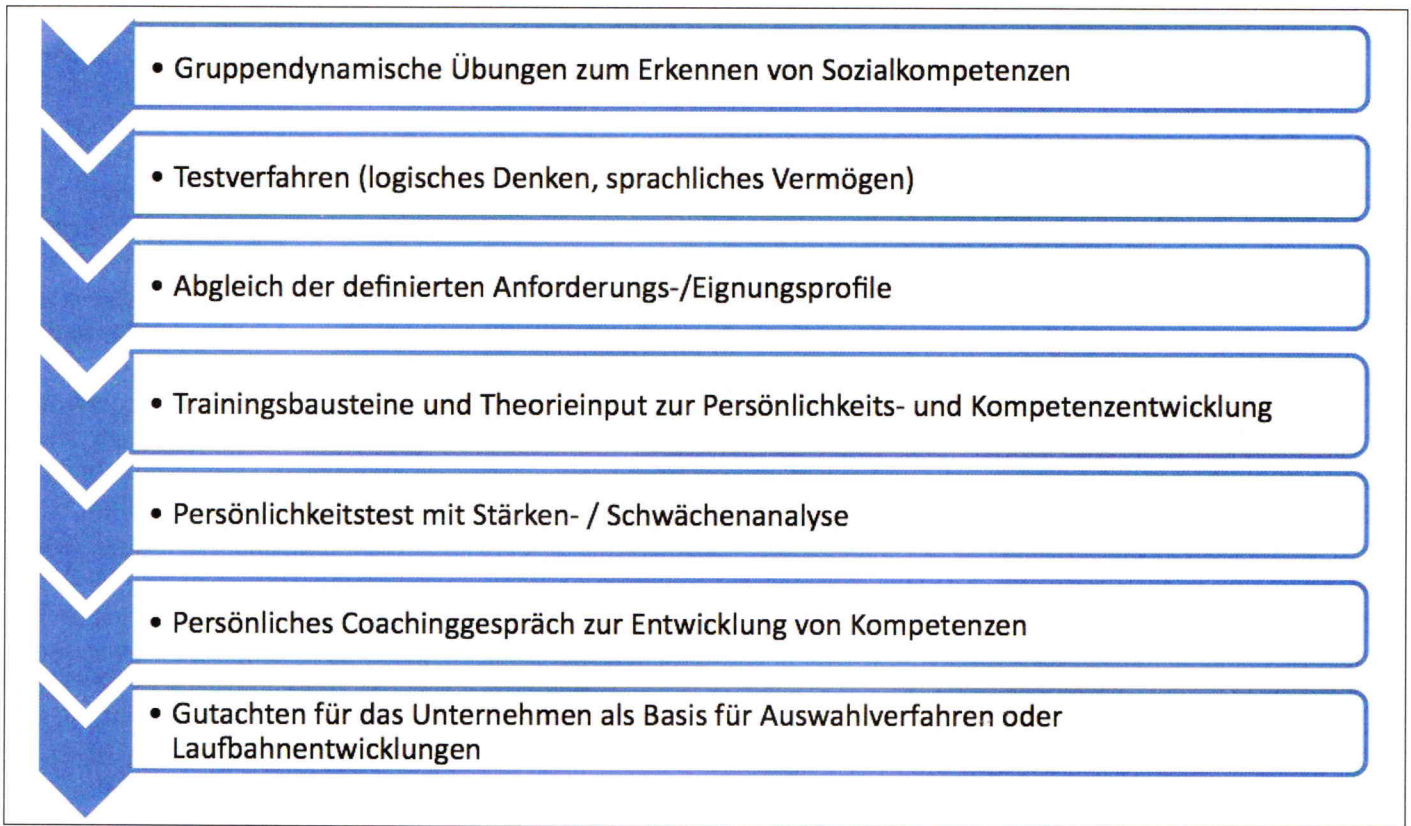 • Gruppendynamische Übungen zum Erkennen von Sozialkompetenzen
• Testverfahren (logisches Denken, sprachliches Vermögen)
• Abgleich der definierten Anforderungs-/Eignungsprofile
• Trainingsbausteine und Theorieinput zur Persönlichkeits- und Kompetenzentwicklung
• Persönlichkeitstest mit Stärken- / Schwächenanalyse
• Persönliches Coachinggespräch zur Entwicklung von Kompetenzen
• Gutachten für das Unternehmen als Basis für Auswahlverfahren oder
Laufbahnentwicklungen